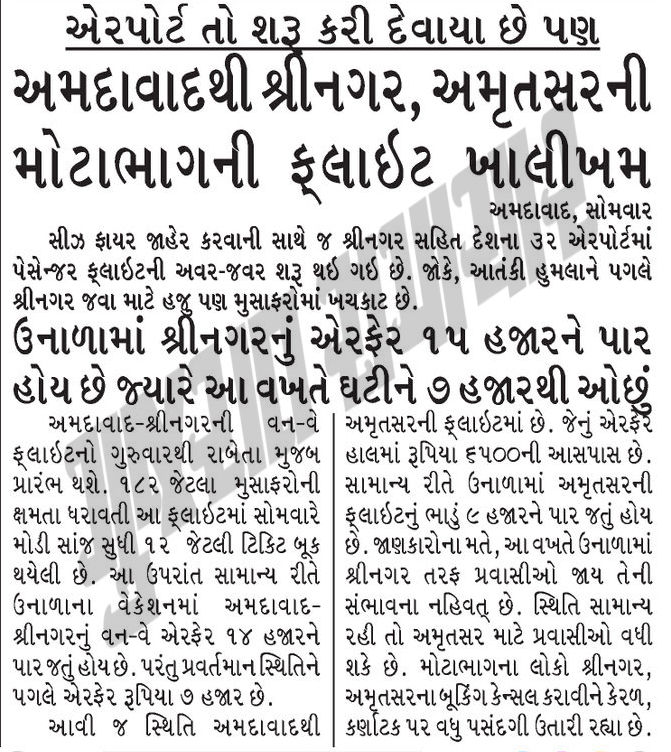 એરપોર્ટ તો શરૂ કરી દેવાયા છે પણ
અમદાવાદથી શ્રીનગર, અમૃતસરની
મોટાભાગની ફ્લાઇટ ખાલીખમ
અમદાવાદ, સોમવાર
સીઝ ફાયર જાહેર કરવાની સાથે જ શ્રીનગર સહિત દેશના ૩૨ એરપોર્ટમાં
પેસેન્જર ફ્લાઇટની અવર-જવર શરૂ થઇ ગઇ છે. જોકે, આતંકી હુમલાને પગલે
શ્રીનગર જવા માટે હજુ પણ મુસાફરોમાં ખચકાટ છે.
ઉનાળામાં શ્રીનગરનું એરફેર ૧૫ હજારને પાર
હોય છે જ્યારે આ વખતે ઘટીને ૭ હજારથી ઓછું
અમદાવાદ-શ્રીનગરની વન-વે
ફ્લાઇટનો ગુરુવારથી રાબેતા મુજબ
પ્રારંભ થશે. ૧૮૨ જેટલા મુસાફરોની
ક્ષમતા ધરાવતી આ ફ્લાઇટમાં સોમવારે
મોડી સાંજ સુધી ૧૨ જેટલી ટિકિટ બૂક
થયેલી છે. આ ઉપરાંત સામાન્ય રીતે
ઉનાળાના વેકેશનમાં અમદાવાદ-
શ્રીનગરનું વન-વે એરફેર ૧૪ હજારને
પાર જતું હોય છે. પરંતુ પ્રવર્તમાન સ્થિતિને
પગલે એરફેર રૂપિયા ૭ હજાર છે.
આવી જ સ્થિતિ અમદાવાદથી
અમૃતસરની ફ્લાઇટમાં છે. જેનું એરફેર
હાલમાં રૂપિયા ૬૫૦૦ની આસપાસ છે.
સામાન્ય રીતે ઉનાળામાં અમૃતસરની
ફ્લાઇટનું ભાડું ૯ હજારને પાર જતું હોય
છે. જાણકારોના મતે, આ વખતે ઉનાળામાં
શ્રીનગર તરફ પ્રવાસીઓ જાય તેની
સંભાવના નહિવત્ છે. સ્થિતિ સામાન્ય
રહી તો અમૃતસર માટે પ્રવાસીઓ વધી
શકે છે. મોટાભાગના લોકો શ્રીનગર,
અમૃતસરના બૂકિંગ કેન્સલ કરાવીને કેરળ,
કર્ણાટક પર વધુ પસંદગી ઉતારી રહ્યા છે.
ગુજરાત સમાચાર